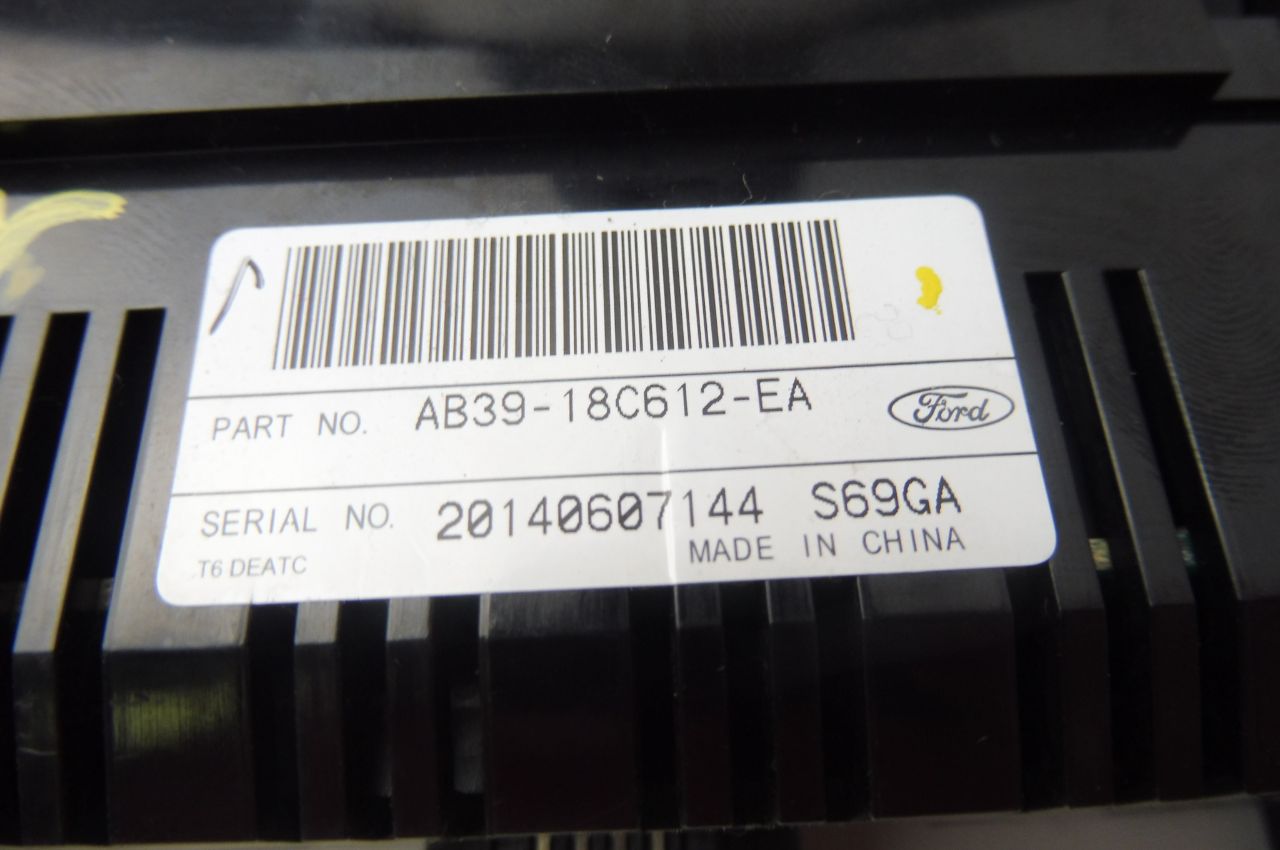 PART NO. AB39-18C612-EA Ford
SERIAL NO. 20140607144 S69GA
T6 DEATC MADE IN CHINA